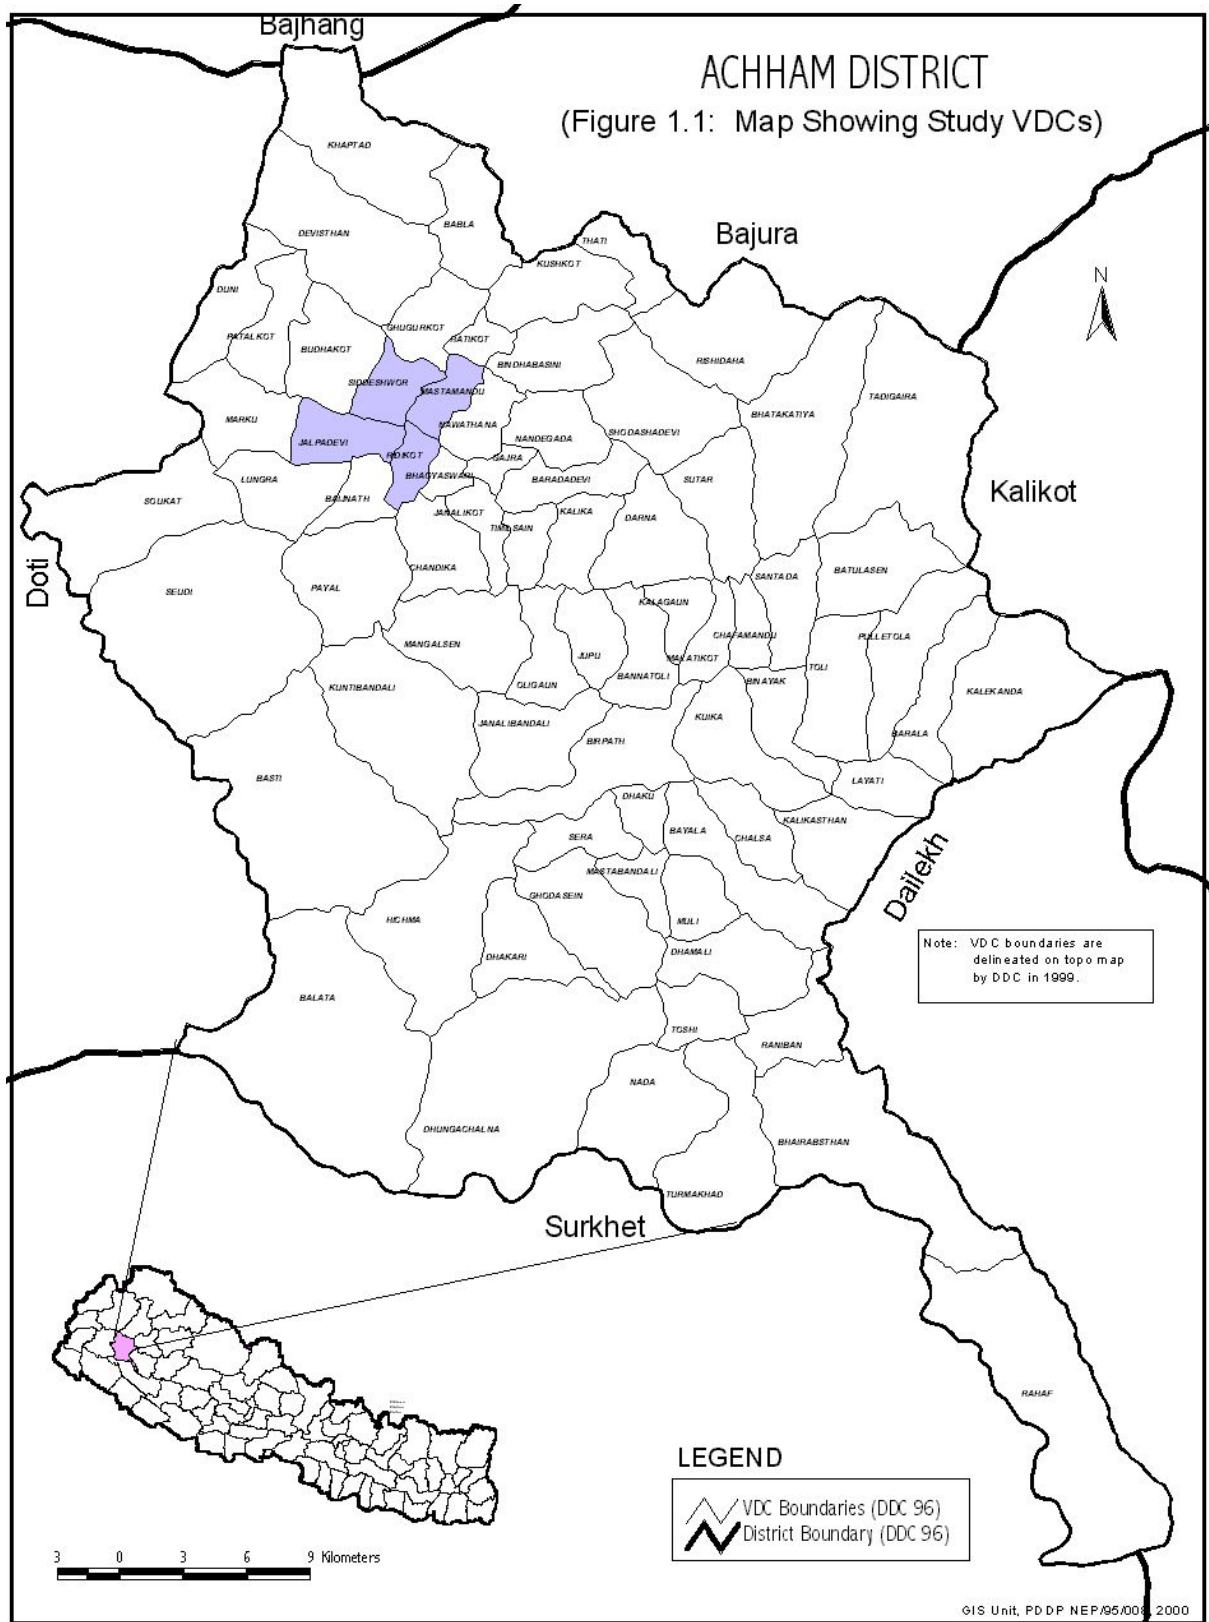 Bajhang
ACHHAM DISTRICT
(Figure 1.1: Map Showing Study VDCs)
KHAPTAD
BABLA
DEVISTHAN
THATI
Bajura
KUSHKOT
DUNI
N
GHUGURKOT
PATALKOT
HATIKOT
BUDHAKOT
BINDHABASINI
RISHIDAHA
SIDDESHWOR
MASTAMANDU
TADIGAIRA
BHATAKATIYA
MARKU
NAWATHANA
SHODASHADEVI
JALPADEVI
NANDEGADA
RIDIKOT
GAJRA
BHAGYASWARI
LUNGRA
BARADADEVI
SUTAR
Kalikot
SOUKAT
BAIJNATH
JANALIKOT
KALIKA
DARNA
TIMILSAIN
Doti
CHANDIKA
BATULASEN
SANTADA
SEUDI
PAYAL
KALAGAUN
CHAFAMANDU
PULLETOLA
MANGALSEN
JUPU
MALATIKOT
TOLI
BANNATOLI
BINAYAK
KUNTIBANDALI
OLIGAUN
KALEKANDA
JANALIBANDALI
KUIKA
BIRPATH
BARALA
BASTI
LAYATI
DHAKU
KALIKASTHAN
SERA
BAYALA
CHALSA
Dailekh
MASTABANDALI
GHODASEIN
HICHMA
MULI
Note: VDC boundaries are
delineated on topo map
by DDC in 1999.
DHAMALI
DHAKARI
BALATA
TOSHI
RANIBAN
NADA
DHUNGACHALNA
BHAIRABSTHAN
TURMAKHAD
Surkhet
RAHAF
LEGEND
VDC Boundaries (DDC 96)
District Boundary (DDC 96)
3 0 3 6 9 Kilometers
GIS Unit, PDDP NEP/95/008, 2000